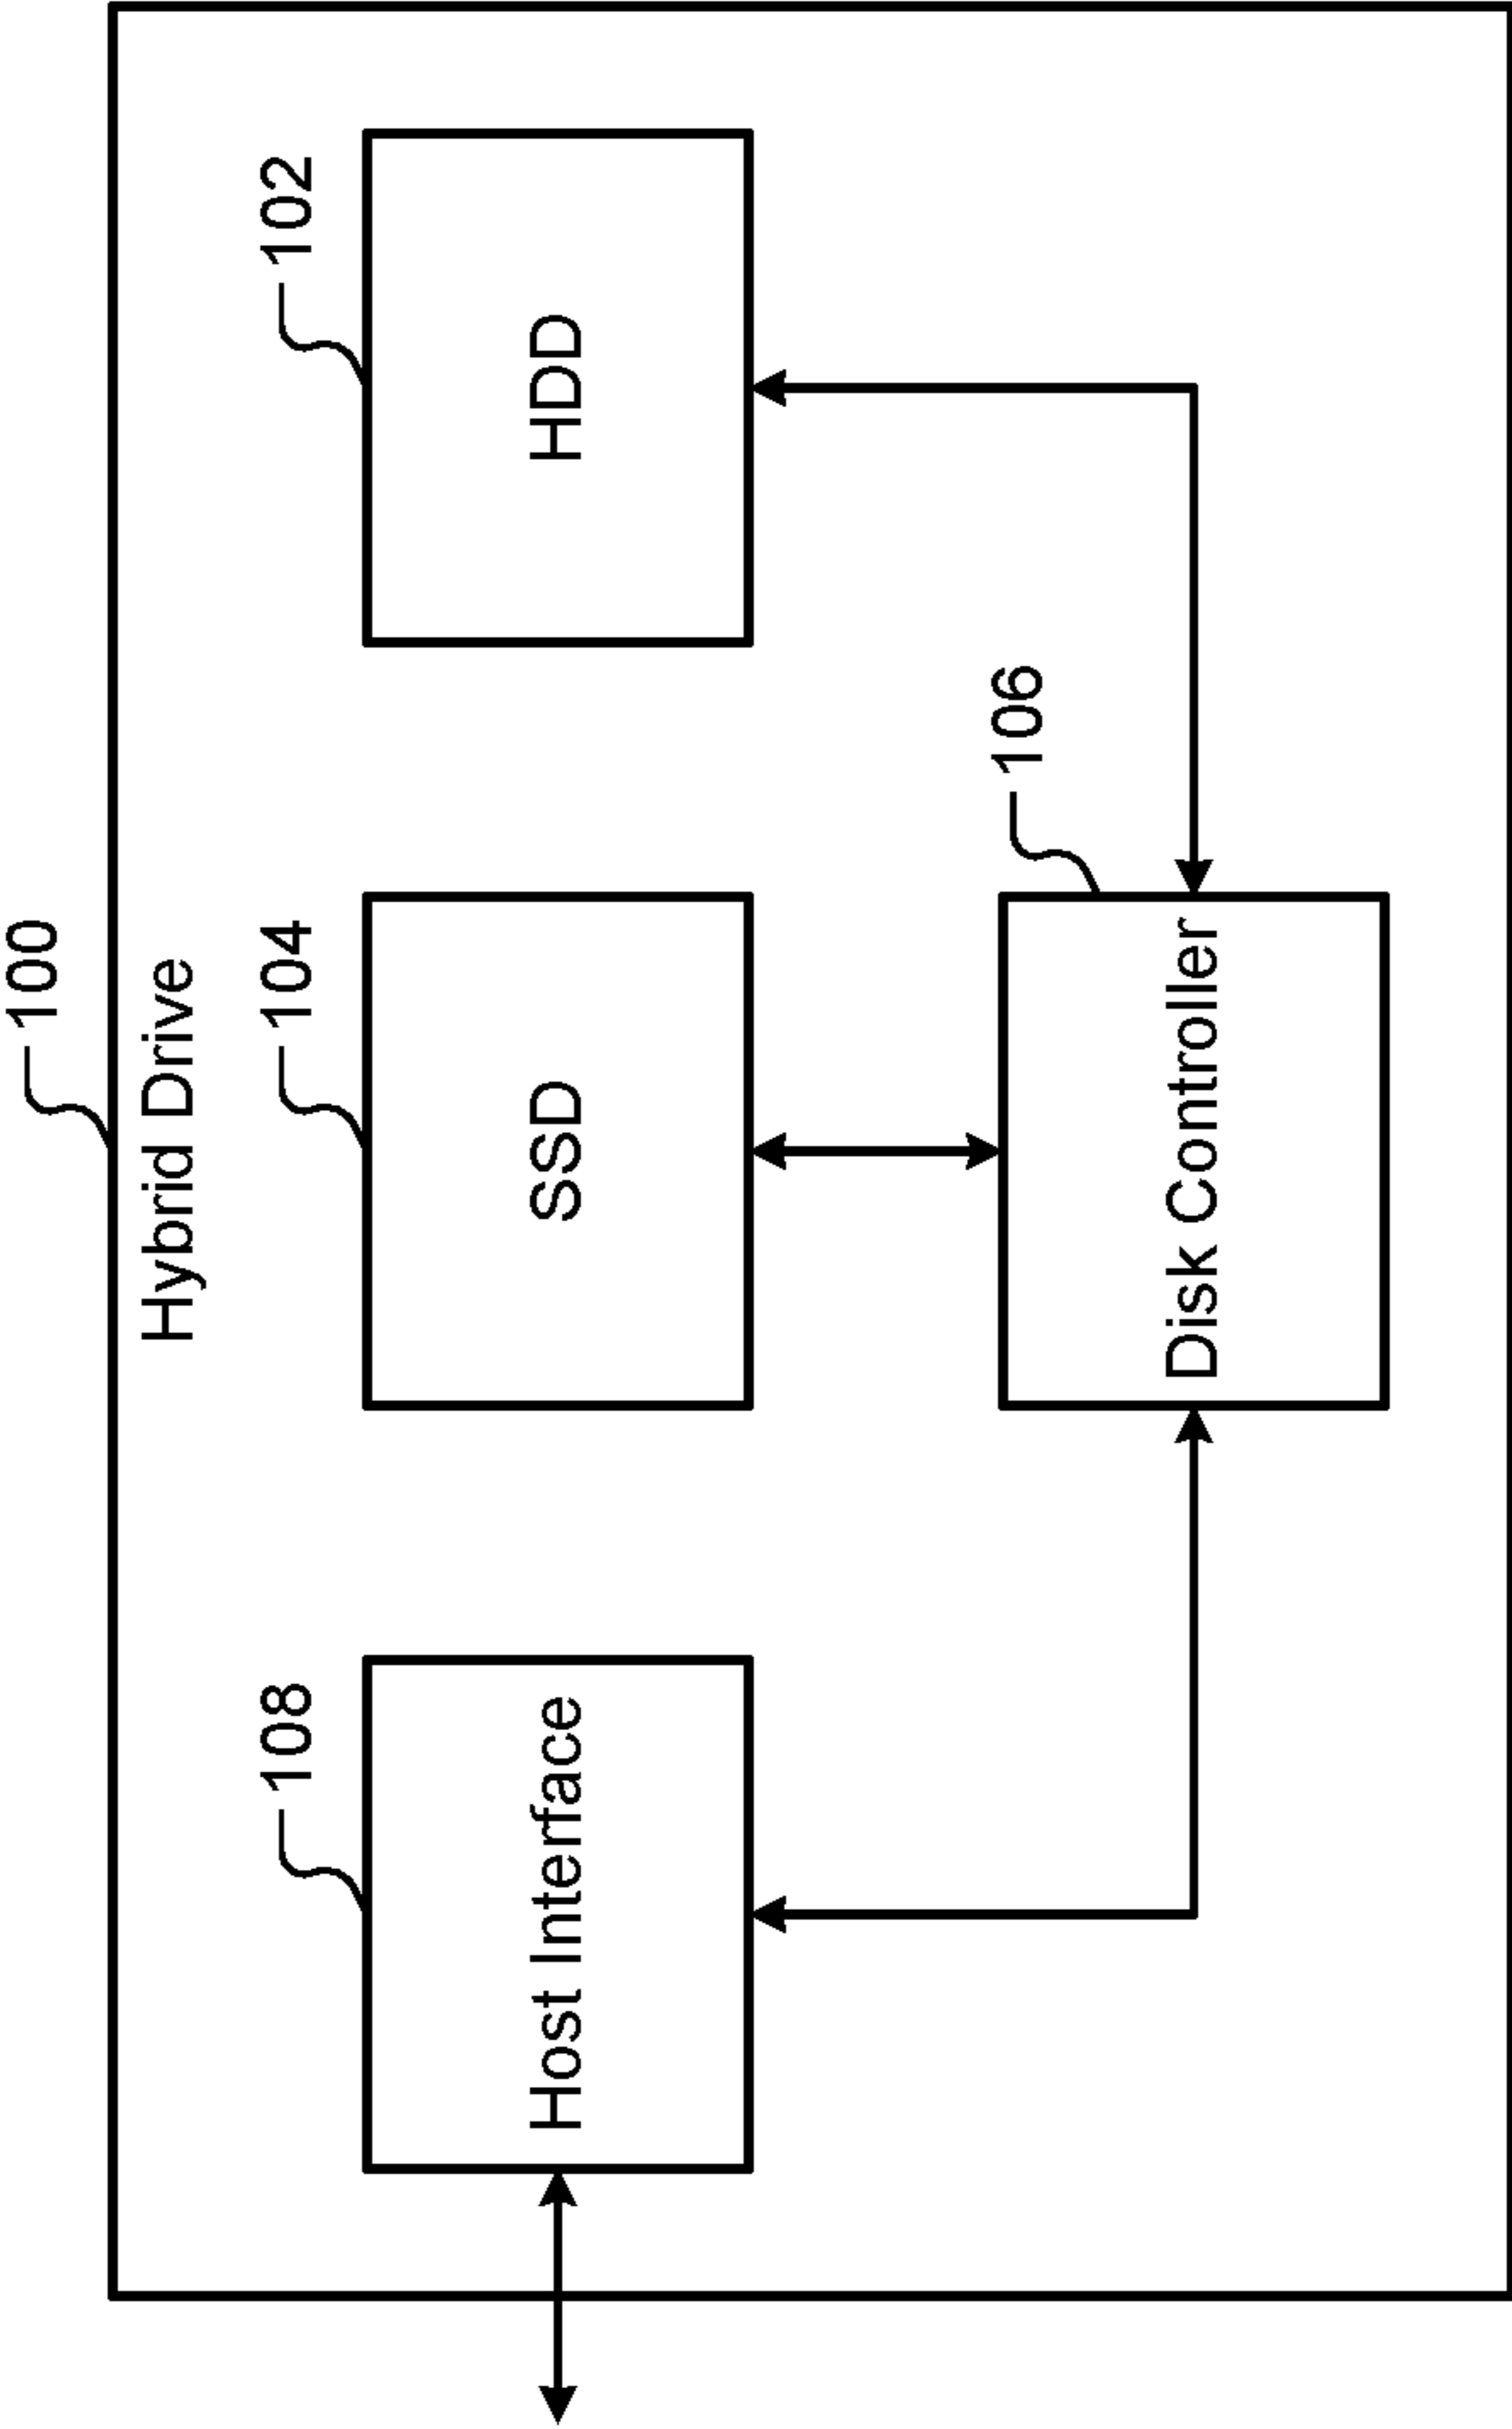 100
Hybrid Drive
108
104
102
Host Interface
SSD
HDD
106
Disk Controller